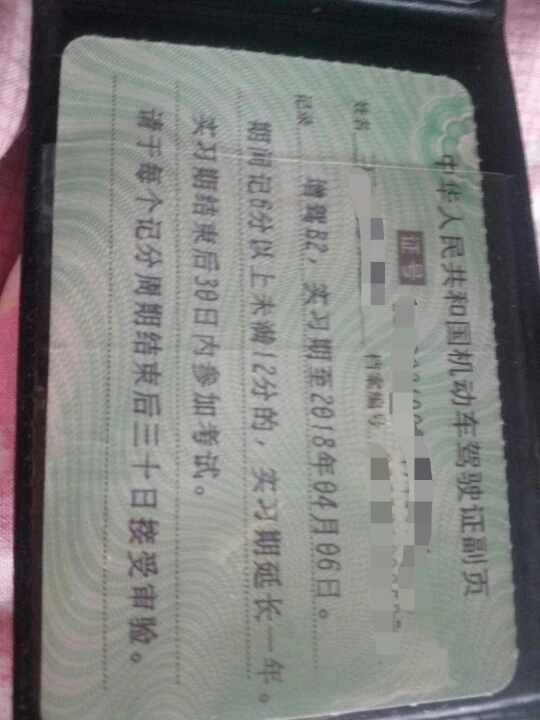 中华人民共和国机动车驾驶证副页
证号
姓名
档案编号
记录
增驾B2，实习期至2018年04月06日。
期间记6分以上未满12分的，实习期延长一年。
实习期结束后30日内参加考试。
请于每个记分周期结束后三十日接受审验。